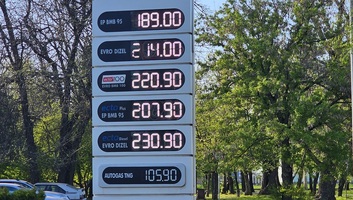 EP BMB 95 189.00
EVRO DIZEL 214.00
100 220.90
EP BMB 95 207.90
EVRO DIZEL 230.90
AUTOGAS TNG 105.90